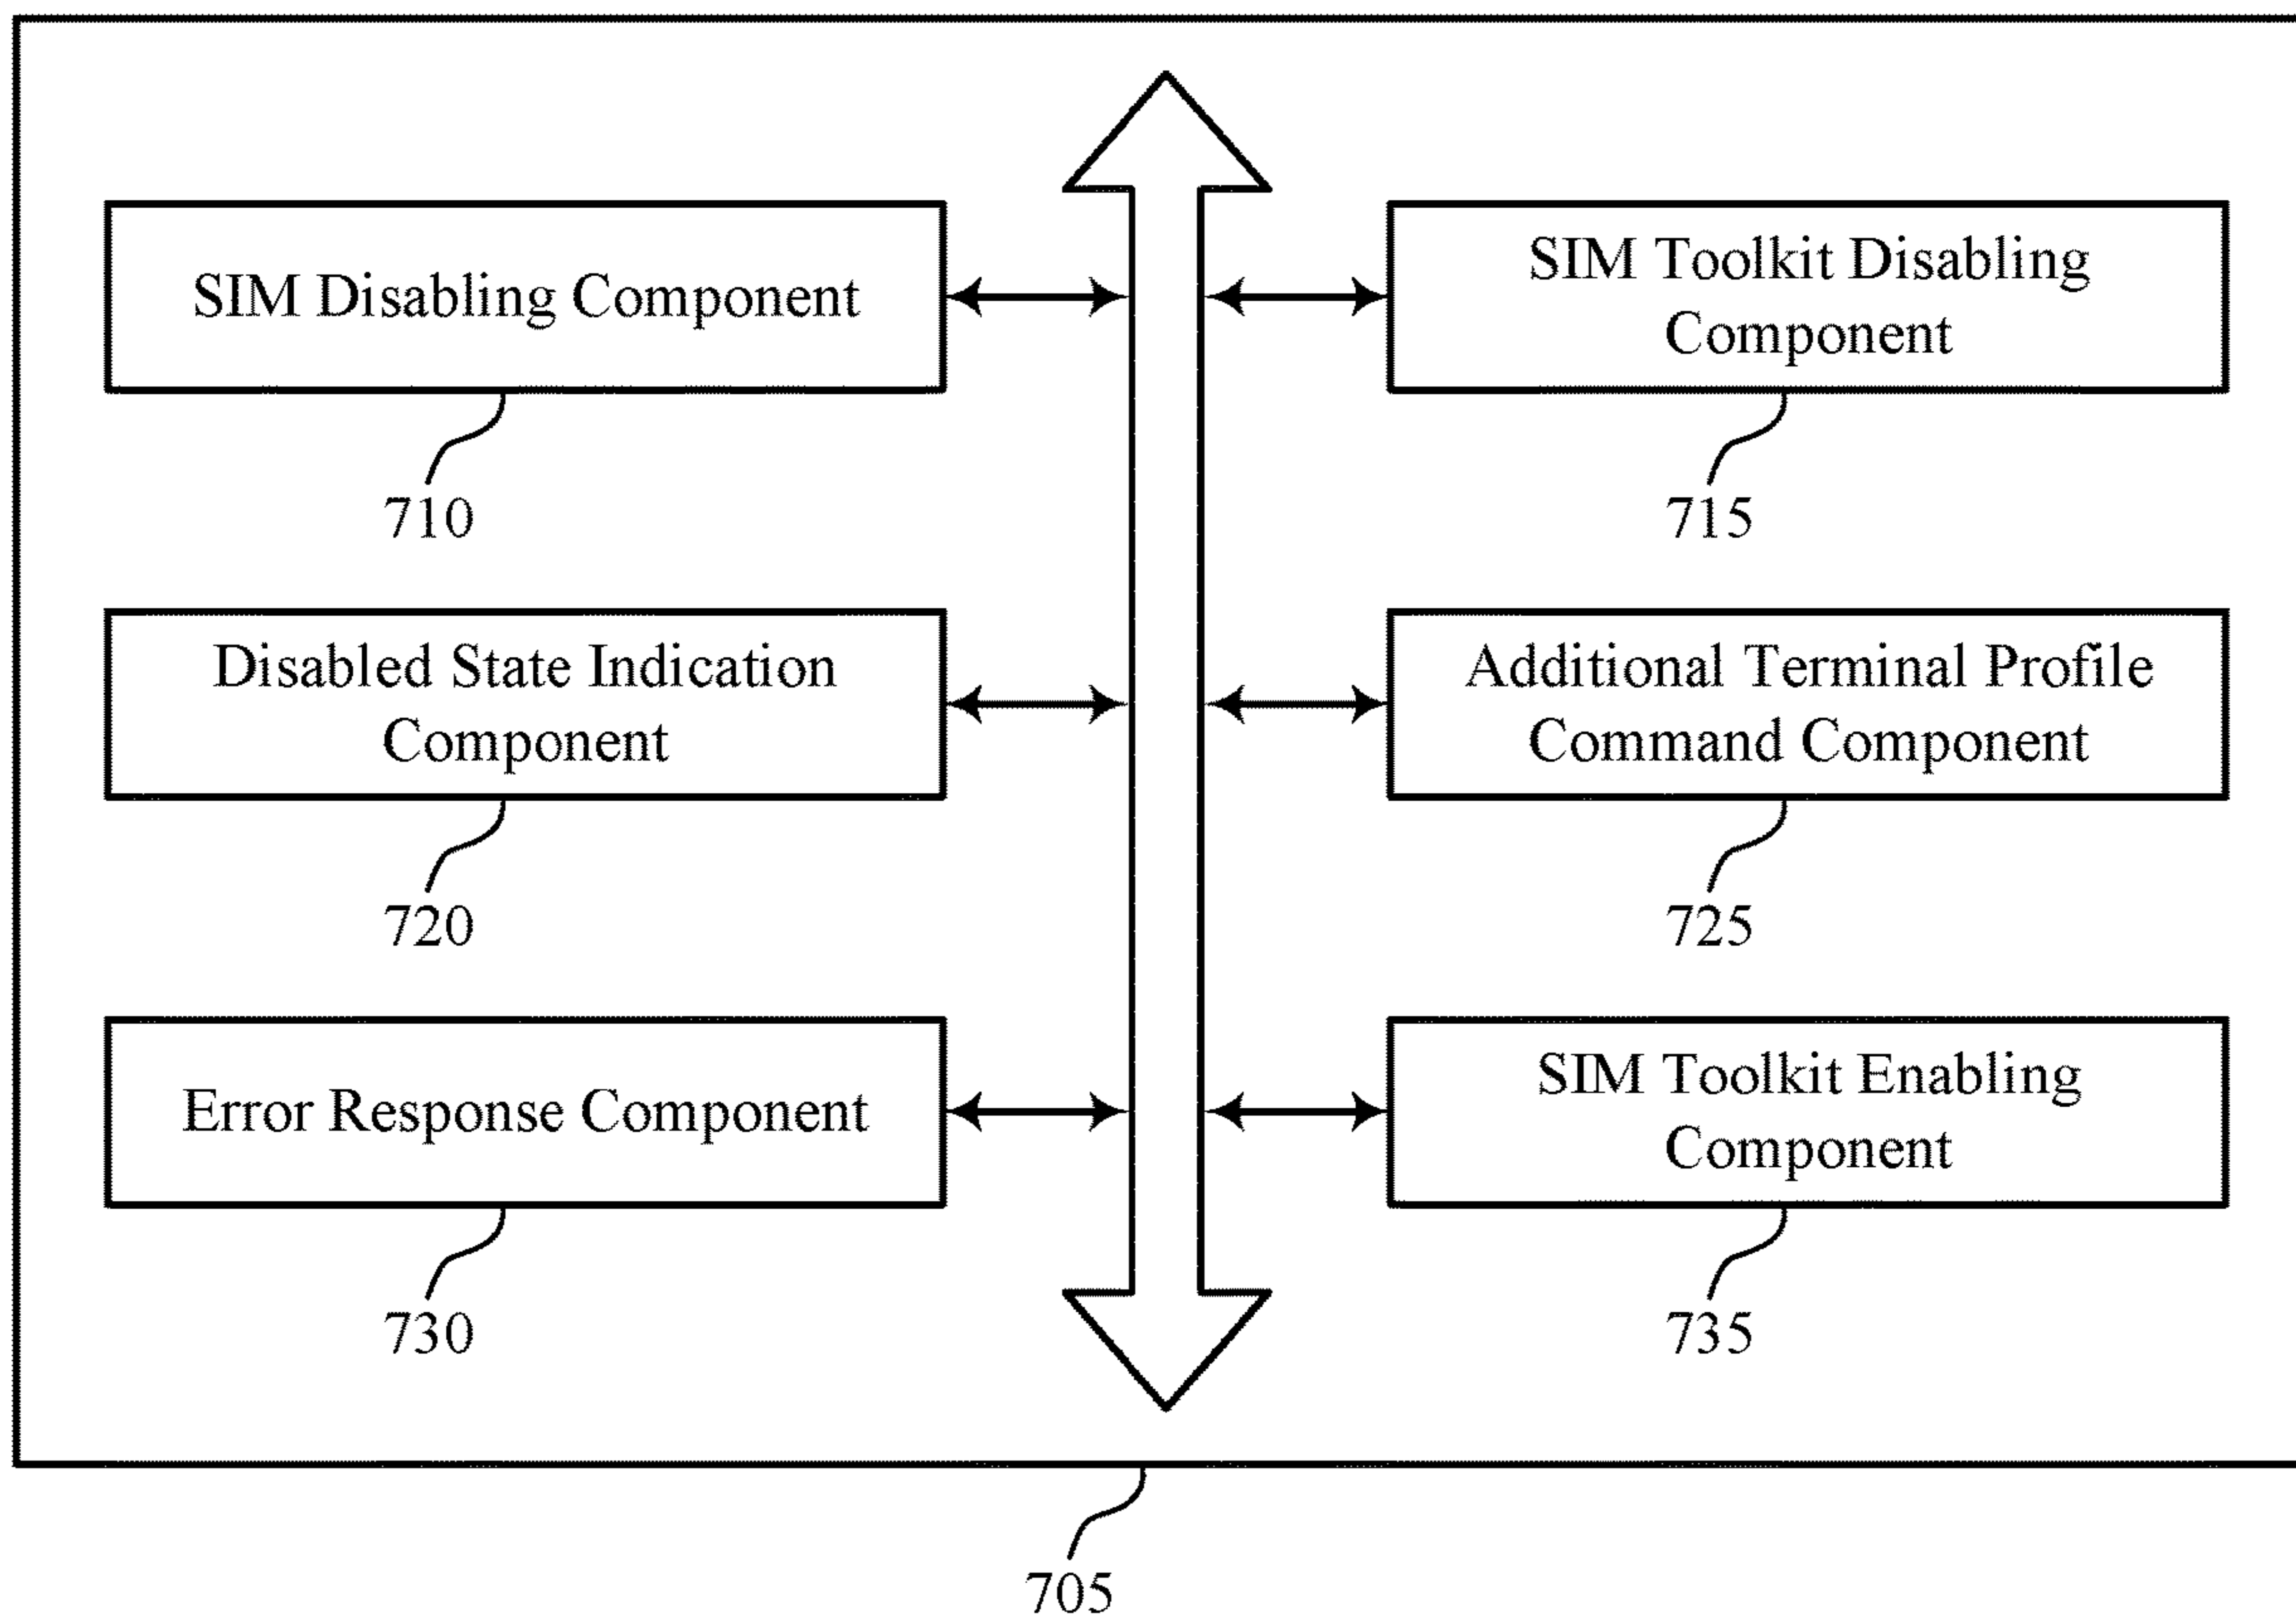 SIM Disabling Component
710
SIM Toolkit Disabling
Component
715
Disabled State Indication
Component
720
Additional Terminal Profile
Command Component
725
Error Response Component
730
SIM Toolkit Enabling
Component
735
705